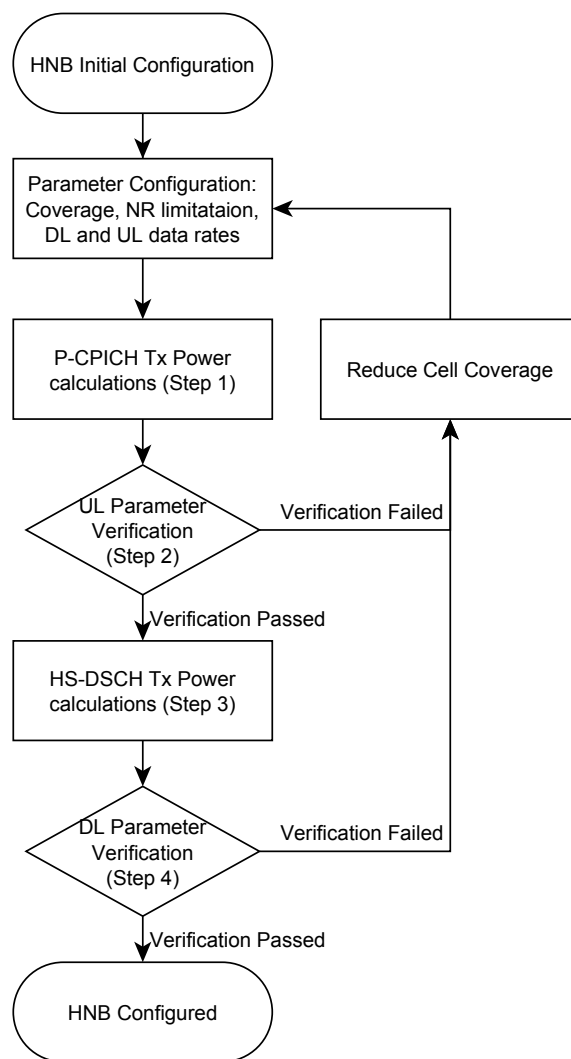 HNB Initial Configuration
Parameter Configuration:
Coverage, NR limitataion,
DL and UL data rates
P-CPICH Tx Power
calculations (Step 1)
Reduce Cell Coverage
UL Parameter
Verification
(Step 2)
Verification Failed
Verification Passed
HS-DSCH Tx Power
calculations (Step 3)
DL Parameter
Verification
(Step 4)
Verification Failed
Verification Passed
HNB Configured